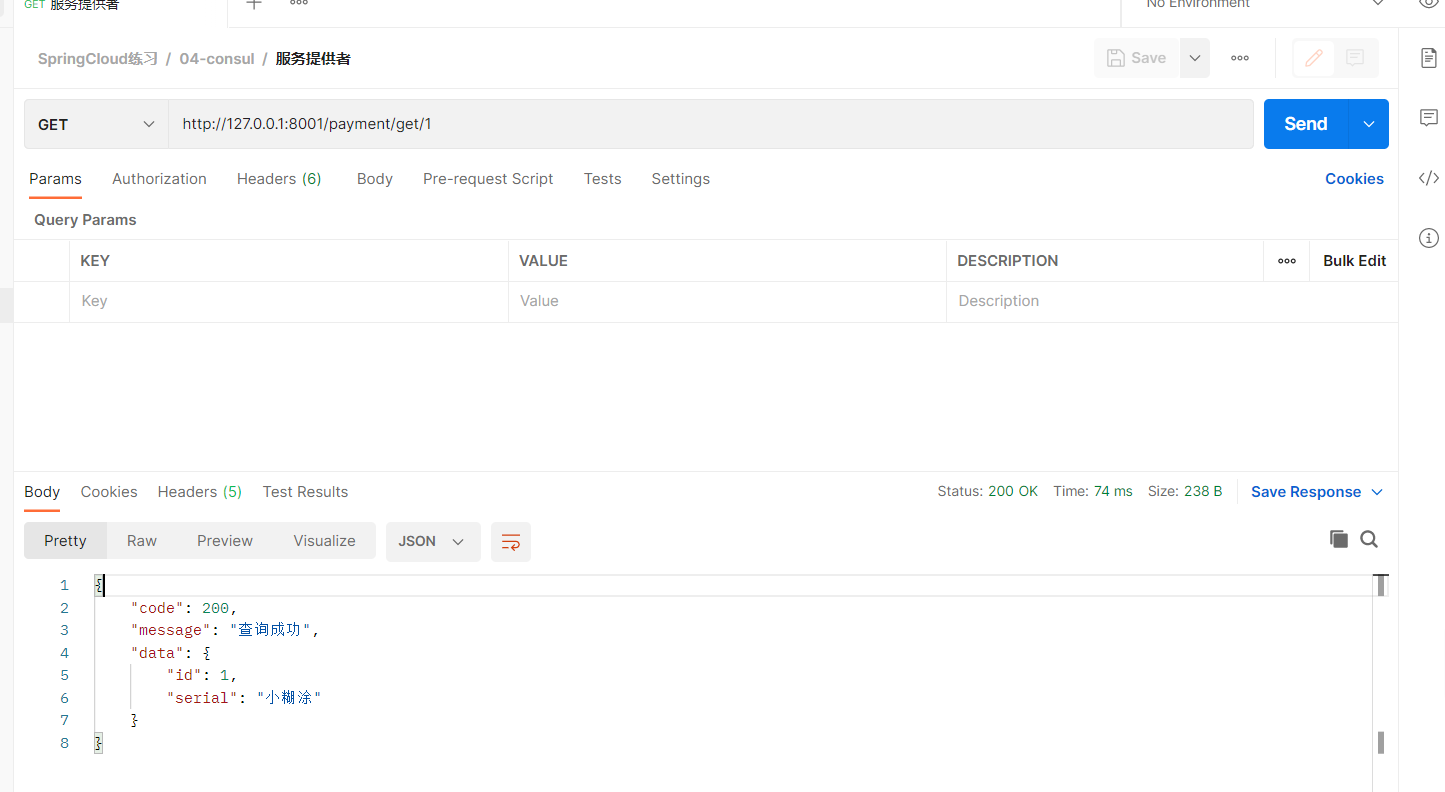 GET 服务提供者
No Environment
SpringCloud练习 / 04-consul / 服务提供者
Save
GET
http://127.0.0.1:8001/payment/get/1
Send
Params Authorization Headers (6) Body Pre-request Script Tests Settings Cookies
Query Params
KEY VALUE DESCRIPTION Bulk Edit
Key Value Description
Body Cookies Headers (5) Test Results Status: 200 OK Time: 74 ms Size: 238 B Save Response
Pretty Raw Preview Visualize JSON
1 {
2 "code": 200,
3 "message": "查询成功",
4 "data": {
5 "id": 1,
6 "serial": "小糊涂"
7 }
8 }